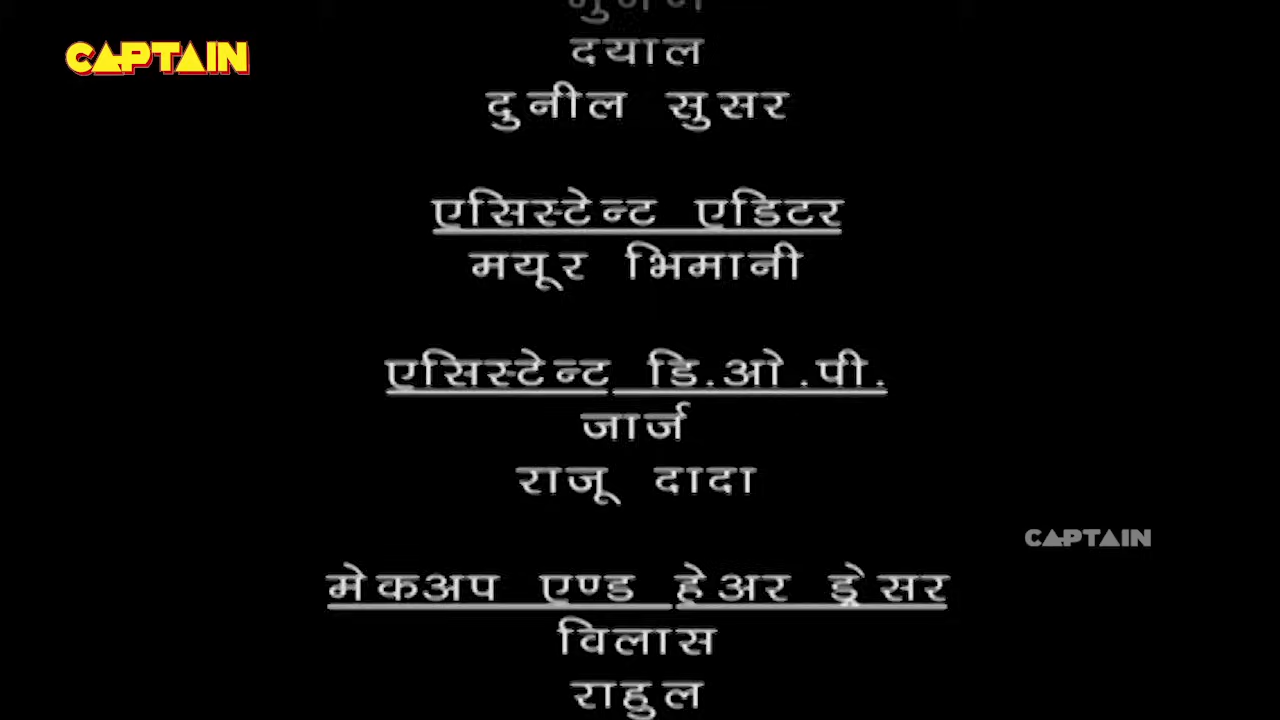 CAPTAIN
दयाल
दुनील सुसर
एसिस्टेन्ट एडिटर
मयूर भिमानी
एसिस्टेन्ट डि.ओ.पी.
जार्ज
राजू दादा
CAPTAIN
मेकअप एण्ड हेअर ड्रेसर
विलास
राहुल